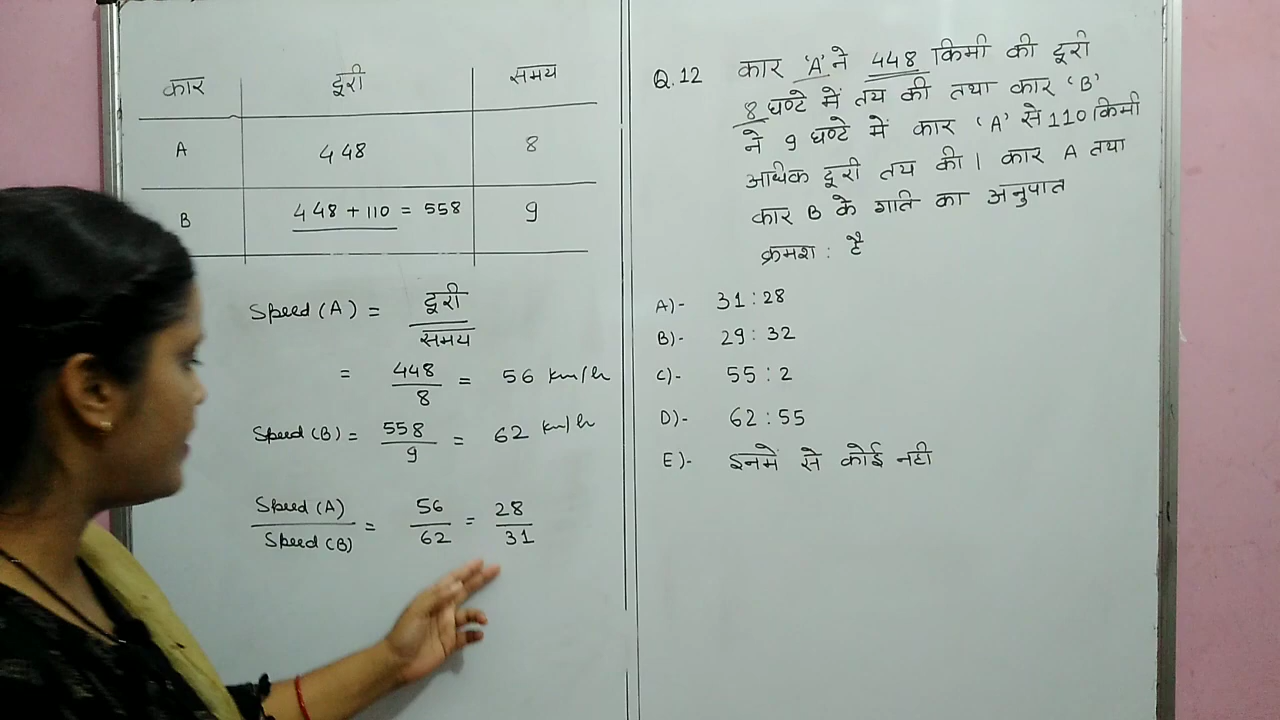 कार दूरी समय
A 448 8
B 448 + 110 = 558 9
Speed (A) = दूरी / समय
= 448 / 8 = 56 km/h
Speed (B) = 558 / 9 = 62 km/h
Speed (A) / Speed (B) = 56 / 62 = 28 / 31
Q.12 कार 'A' ने 448 किमी की दूरी
8 घण्टे में तय की तथा कार 'B'
ने 9 घण्टे में कार 'A' से 110 किमी
अधिक दूरी तय की । कार A तया
कार B के गति का अनुपात
क्रमश : है
A)- 31 : 28
B)- 29 : 32
C)- 55 : 2
D)- 62 : 55
E)- इनमें से कोई नही